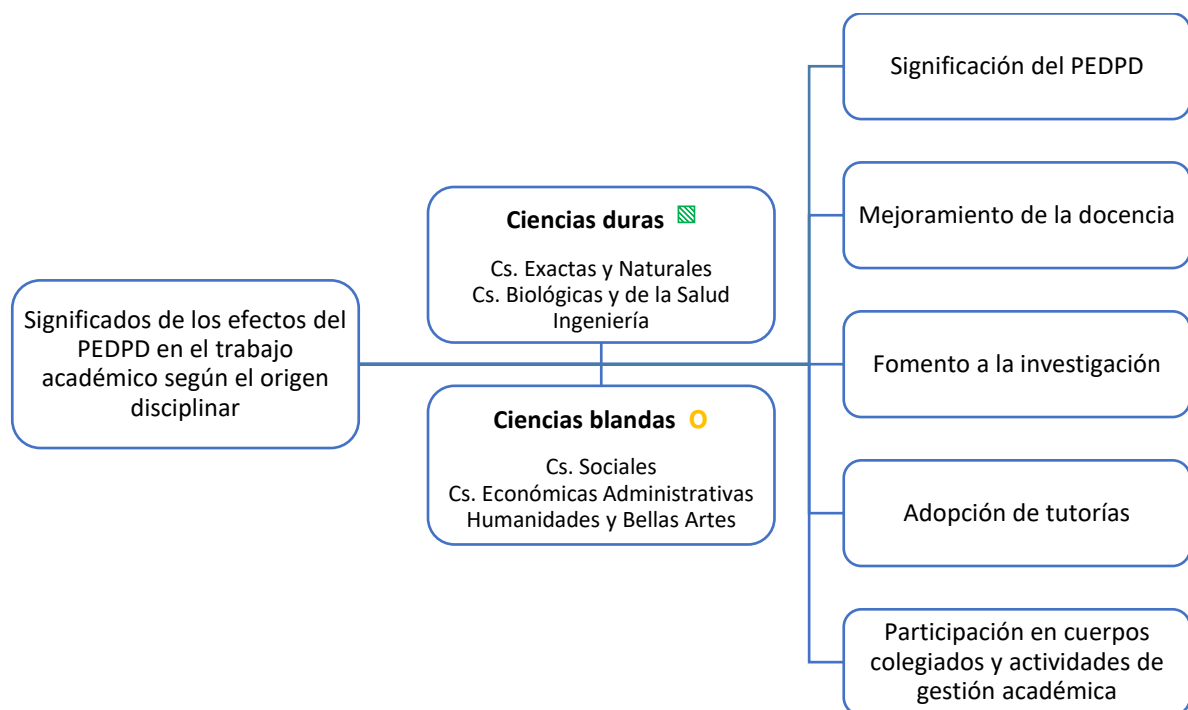 Significados de los efectos del
PEDPD en el trabajo
académico según el origen
disciplinar
Ciencias duras
Cs. Exactas y Naturales
Cs. Biológicas y de la Salud
Ingeniería
Ciencias blandas O
Cs. Sociales
Cs. Económicas Administrativas
Humanidades y Bellas Artes
Significación del PEDPD
Mejoramiento de la docencia
Fomento a la investigación
Adopción de tutorías
Participación en cuerpos
colegiados y actividades de
gestión académica